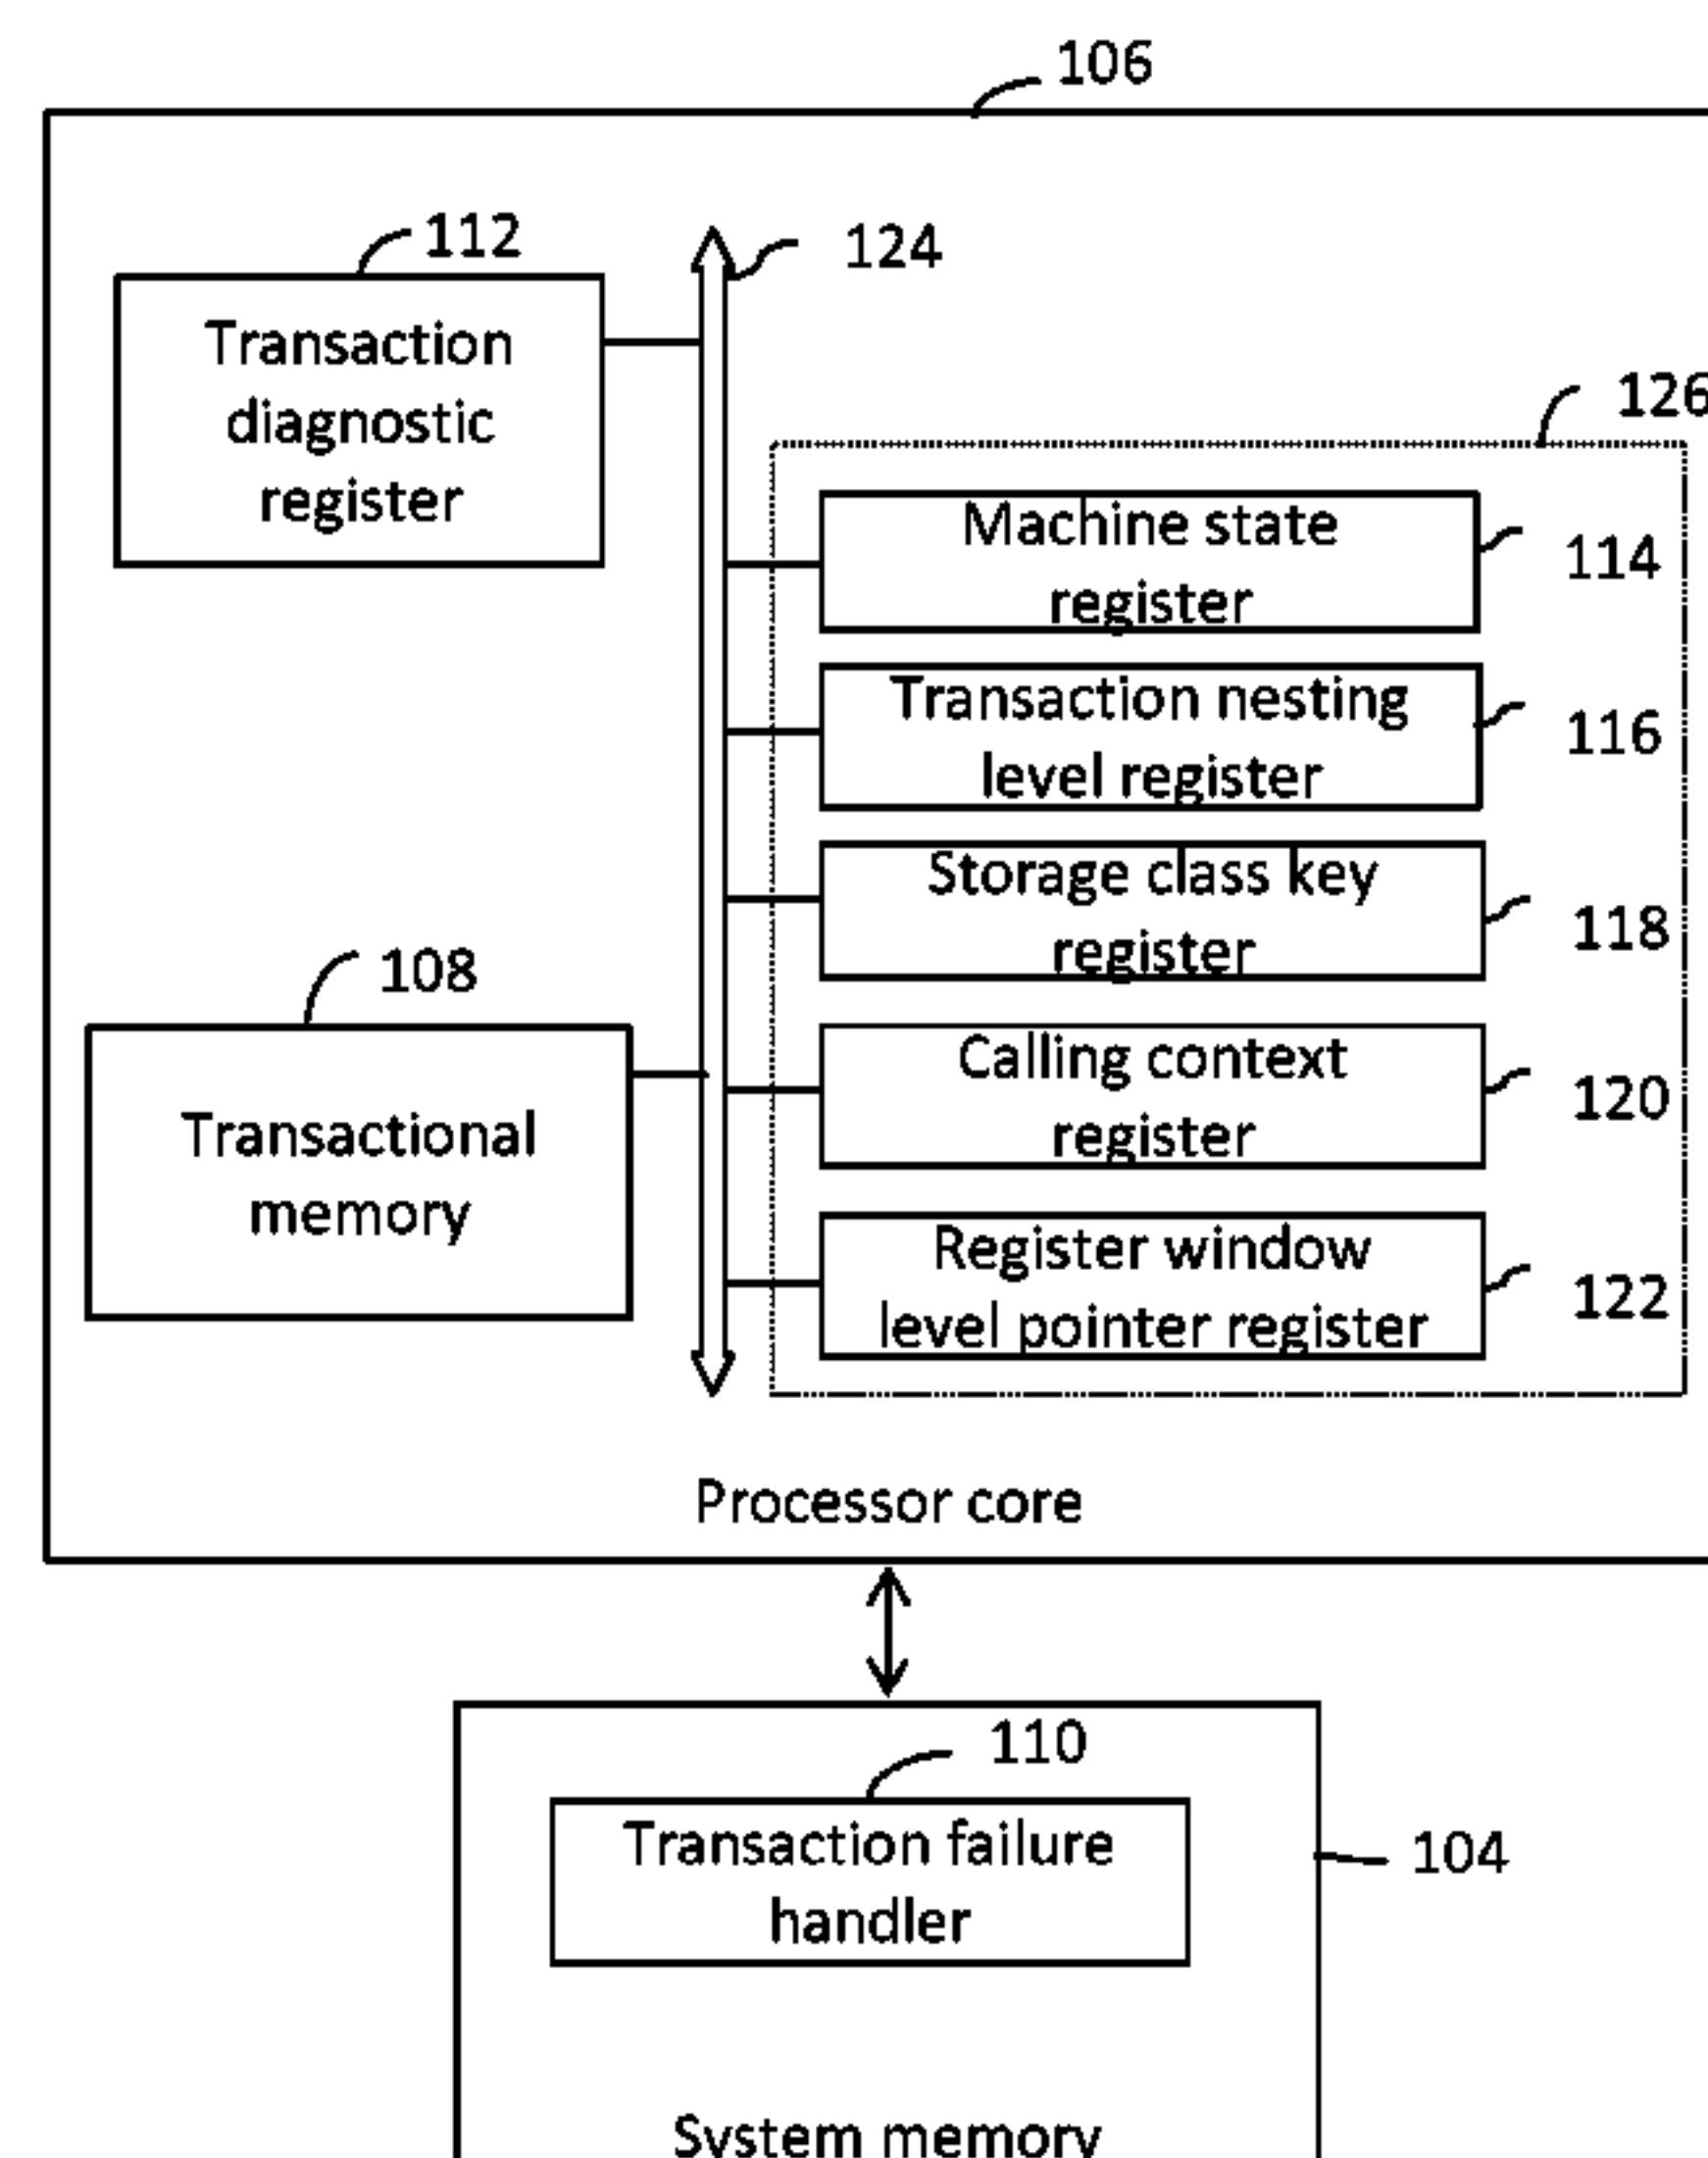 106
112
124
Transaction
diagnostic
register
126
Machine state
register
114
Transaction nesting
level register
116
Storage class key
register
118
108
Transactional
memory
Calling context
register
120
Register window
level pointer register
122
Processor core
110
Transaction failure
handler
104
System memory